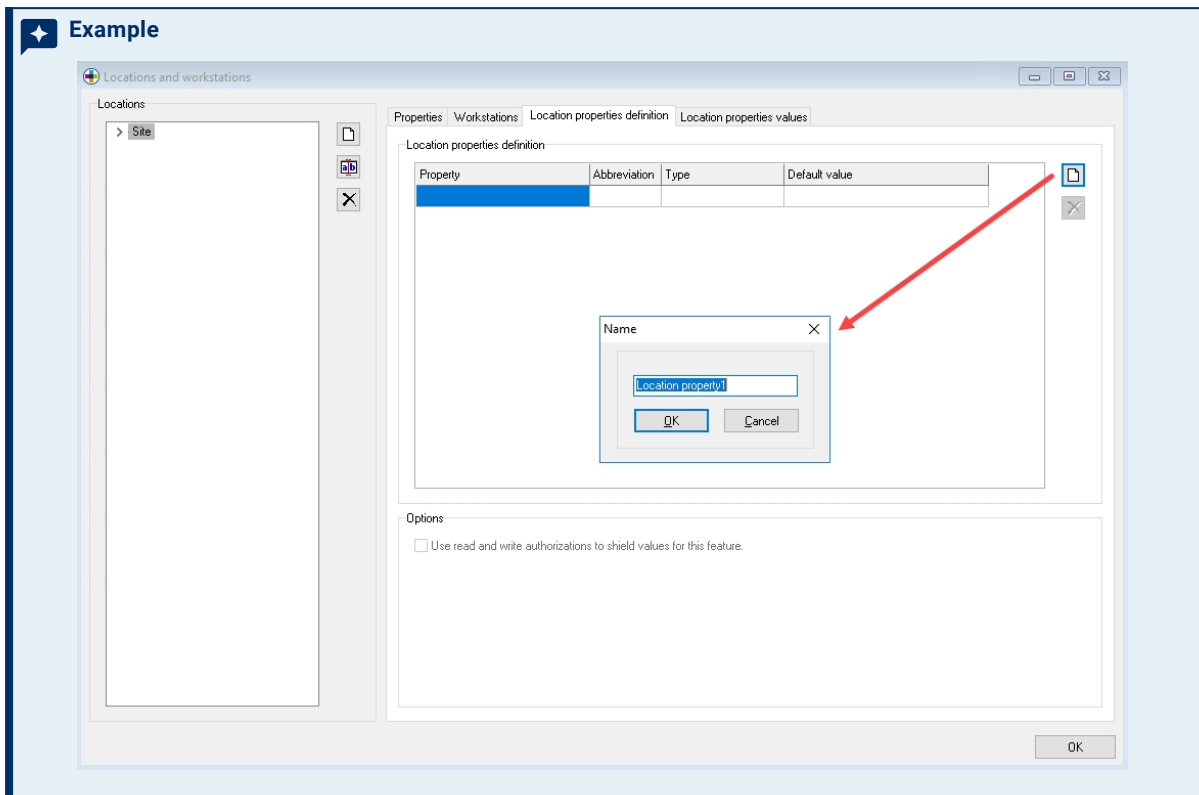 Example
Locations and workstations
Locations
Site
Properties Workstations Location properties definition Location properties values
Location properties definition
Property Abbreviation Type Default value
Name
Location property1
OK Cancel
Options
Use read and write authorizations to shield values for this feature.
OK